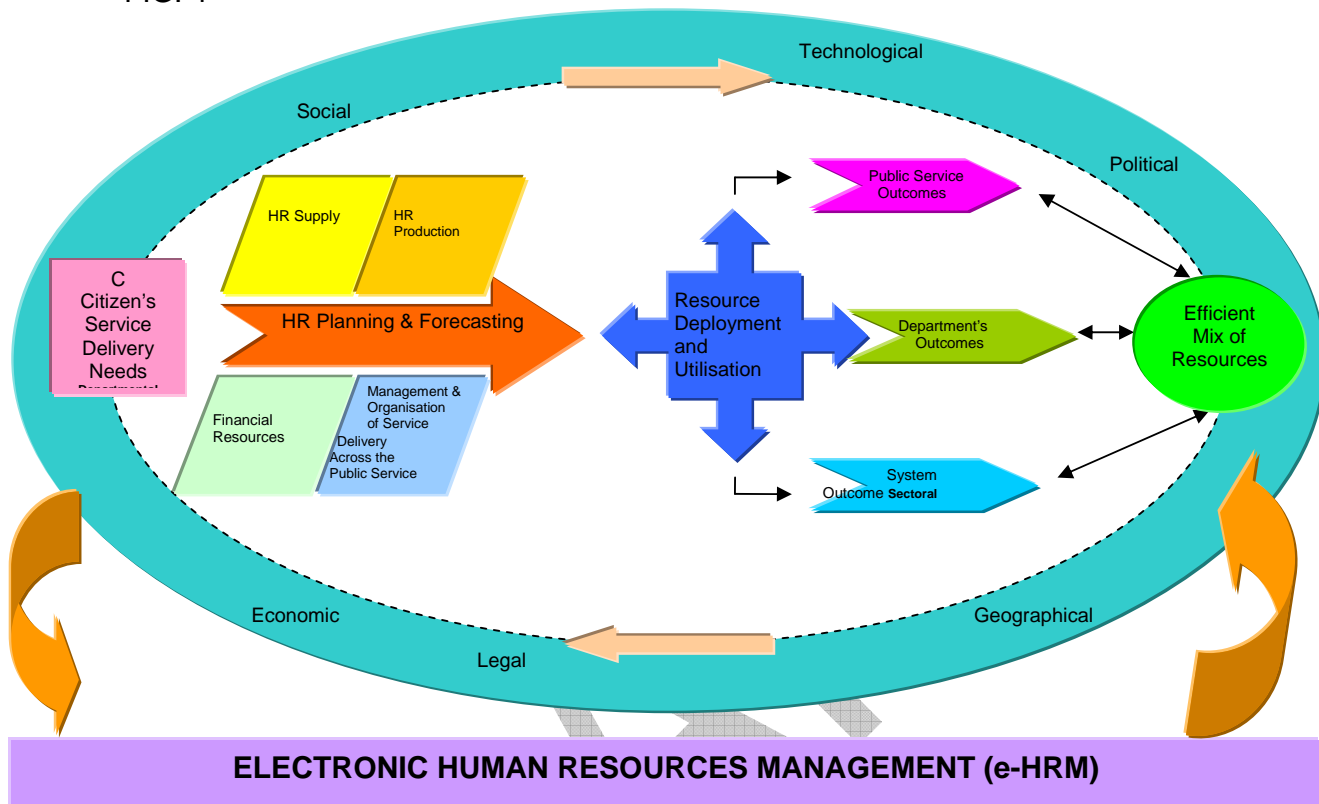 Technological
Social
Political
Public Service
Outcomes
HR Supply
HR
Production
C
Citizen's
Service
Delivery
Needs
HR Planning & Forecasting
Resource
Deployment
and
Utilisation
Department's
Outcomes
Efficient
Mix of
Resources
Financial
Resources
Management &
Organisation
of Service
Delivery
Across the
Public Service
System
Outcome Sectoral
Economic
Geographical
Legal
ELECTRONIC HUMAN RESOURCES MANAGEMENT (e-HRM)